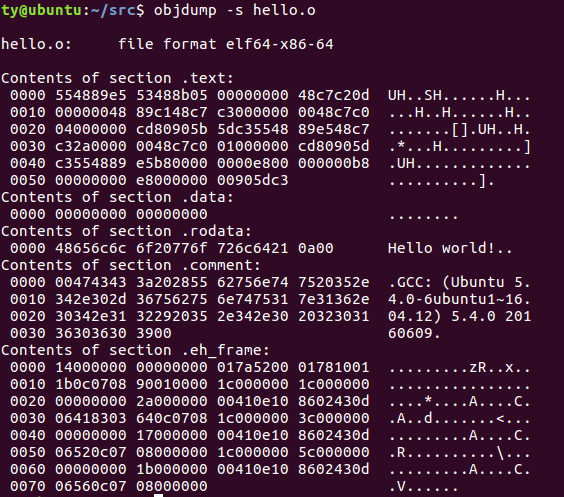 ty@ubuntu:~/src$ objdump -s hello.o
hello.o:     file format elf64-x86-64
Contents of section .text:
 0000 554889e5 53488b05 00000000 48c7c20d  UH..SH......H...
 0010 00000048 89c148c7 c3000000 0048c7c0  ...H..H......H..
 0020 04000000 cd80905b 5dc35548 89e548c7  .......[].UH..H.
 0030 c32a0000 0048c7c0 01000000 cd80905d  .*...H.........]
 0040 c3554889 e5b80000 0000e800 000000b8  .UH.............
 0050 00000000 e8000000 00905dc3           ..........].
Contents of section .data:
 0000 00000000 00000000                    ........
Contents of section .rodata:
 0000 48656c6c 6f20776f 726c6421 0a00      Hello world!..
Contents of section .comment:
 0000 00474343 3a202855 62756e74 7520352e  .GCC: (Ubuntu 5.
 0010 342e302d 36756275 6e747531 7e31362e  4.0-6ubuntu1~16.
 0020 30342e31 32292035 2e342e30 20323031  04.12) 5.4.0 201
 0030 36303630 3900                        60609.
Contents of section .eh_frame:
 0000 14000000 00000000 017a5200 01781001  .........zR..x..
 0010 1b0c0708 90010000 1c000000 1c000000  ................
 0020 00000000 2a000000 00410e10 8602430d  ....*....A....C.
 0030 06418303 640c0708 1c000000 3c000000  .A..d.......<...
 0040 00000000 17000000 00410e10 8602430d  .........A....C.
 0050 06520c07 08000000 1c000000 5c000000  .R..........\...
 0060 00000000 1b000000 00410e10 8602430d  .........A....C.
 0070 06560c07 08000000                    .V......